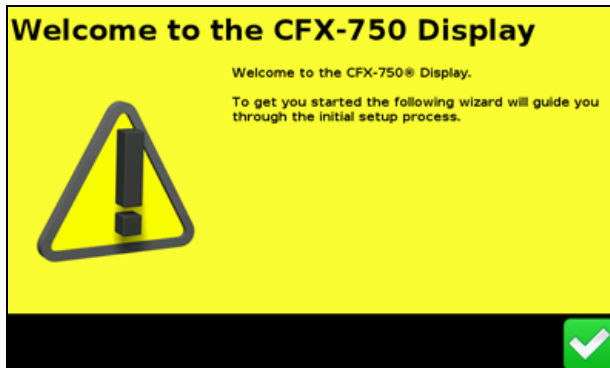 Welcome to the CFX-750 Display
Welcome to the CFX-750® Display.
To get you started the following wizard will guide you
through the initial setup process.